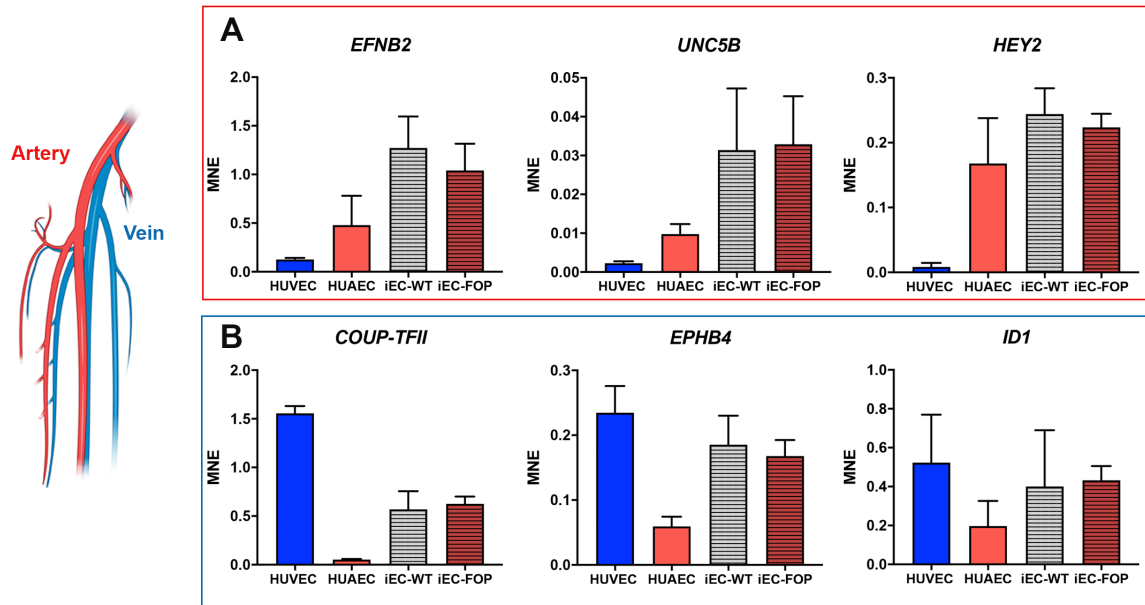 Artery
Vein
A
EFNB2
UNC5B
HEY2
MNE
2.0
1.5
1.0
0.5
0.0
HUVEC HUAEC iEC-WT iEC-FOP
MNE
0.05
0.04
0.03
0.02
0.01
0.00
HUVEC HUAEC iEC-WT iEC-FOP
MNE
0.3
0.2
0.1
0.0
HUVEC HUAEC iEC-WT iEC-FOP
B
COUP-TFII
EPHB4
ID1
MNE
2.0
1.5
1.0
0.5
0.0
HUVEC HUAEC iEC-WT iEC-FOP
MNE
0.3
0.2
0.1
0.0
HUVEC HUAEC iEC-WT iEC-FOP
MNE
1.0
0.8
0.6
0.4
0.2
0.0
HUVEC HUAEC iEC-WT iEC-FOP